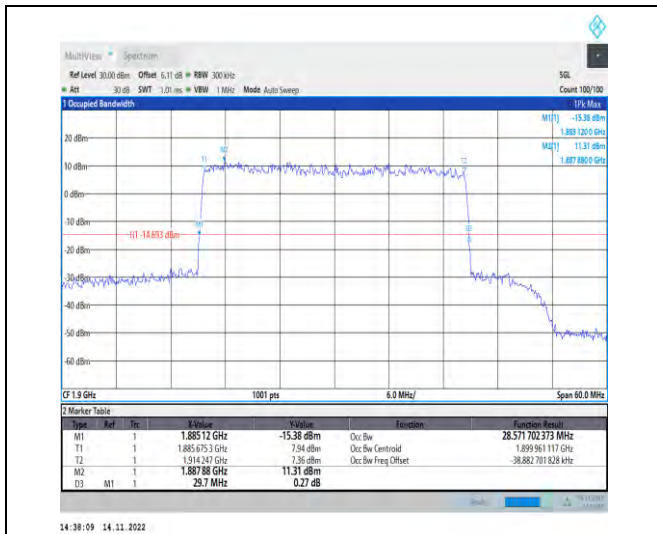 MultiView Spectrum
Ref Level 30.00 dBm Offset 6.11 dB RBW 300 kHz SGL
Att 30 dB SWT 1.01 ms VBW 1 MHz Mode Auto Sweep Count 100/100
1 Occupied Bandwidth 1Pk Max
M1[1] -15.38 dBm
1.885 120 0 GHz
M2[1] 11.31 dBm
1.887 880 0 GHz
20 dBm
M2
T1
10 dBm
0 dBm
-10 dBm
M1
H1 -14.693 dBm
-20 dBm
-30 dBm
-40 dBm
-50 dBm
-60 dBm
CF 1.9 GHz 1001 pts 6.0 MHz/ Span 60.0 MHz
2 Marker Table
Type Ref Trc X-Value Y-Value Function Function Result
M1 1 1.88512 GHz -15.38 dBm Occ Bw 28.571 702 373 MHz
T1 1 1.885 675 3 GHz 7.94 dBm Occ Bw Centroid 1.899 961 117 GHz
T2 1 1.914 247 GHz 7.36 dBm Occ Bw Freq Offset -38.882 701 828 kHz
M2 1 1.887 88 GHz 11.31 dBm
D3 M1 1 29.7 MHz 0.27 dB
14:38:09 14.11.2022